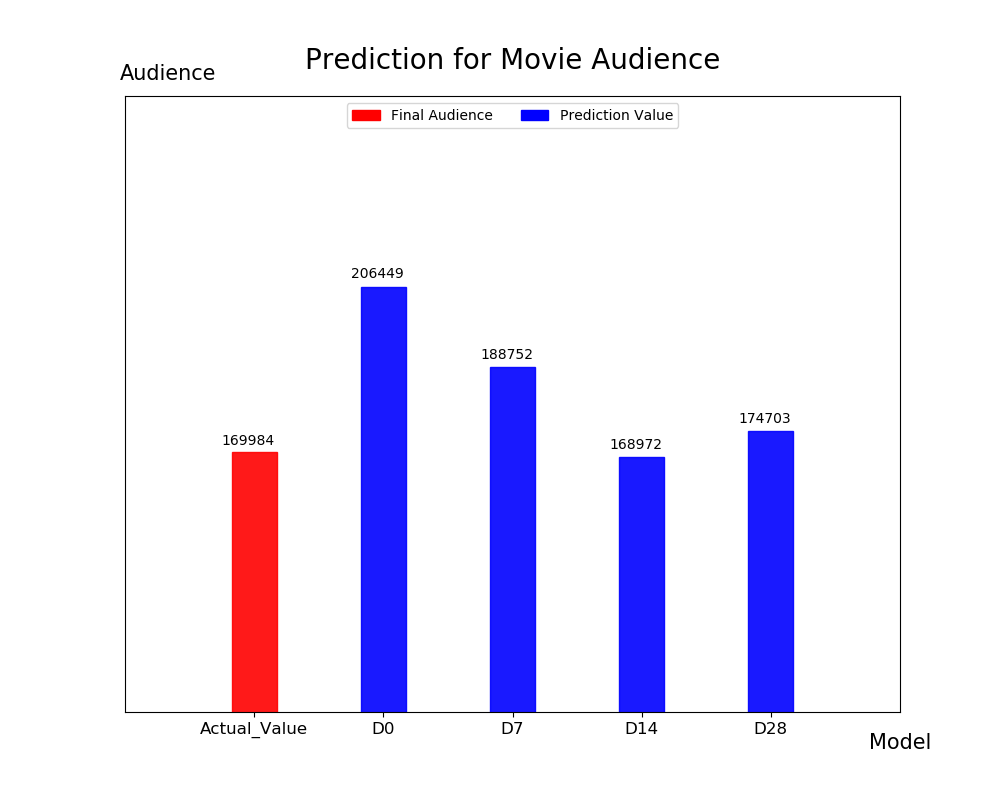 Prediction for Movie Audience
Audience
Final Audience
Prediction Value
206449
188752
174703
169984
168972
Actual_Value
D0
D7
D14
D28
Model